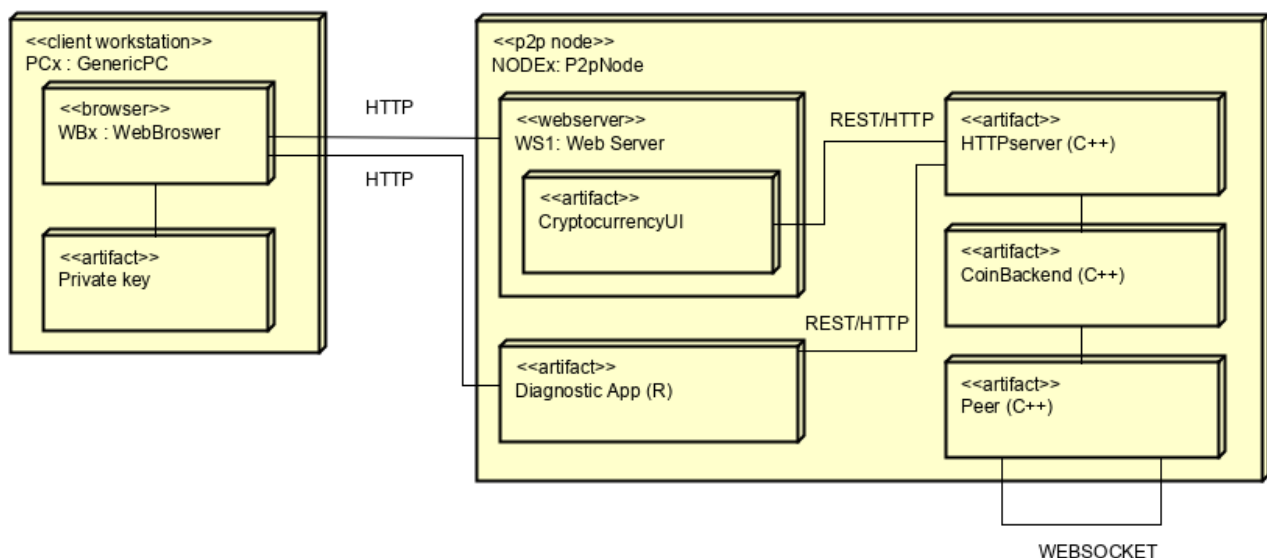 <<client workstation>>
PCx : GenericPC
<<browser>>
WBx : WebBroswer
<<artifact>>
Private key
HTTP
HTTP
<<p2p node>>
NODEx: P2pNode
<<webserver>>
WS1: Web Server
<<artifact>>
CryptocurrencyUI
<<artifact>>
Diagnostic App (R)
REST/HTTP
REST/HTTP
<<artifact>>
HTTPserver (C++)
<<artifact>>
CoinBackend (C++)
<<artifact>>
Peer (C++)
WEBSOCKET